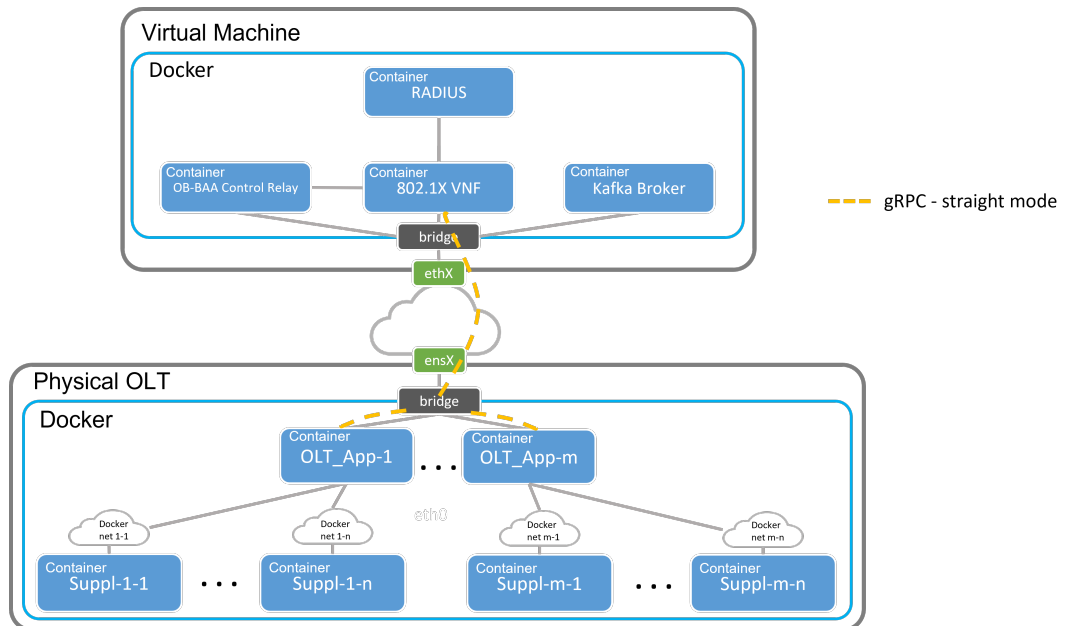 Virtual Machine
Docker
Container
RADIUS
Container
OB-BAA Control Relay
Container
802.1X VNF
Container
Kafka Broker
gRPC - straight mode
bridge
ethX
ensX
Physical OLT
bridge
Docker
Container
OLT_App-1
...
Container
OLT_App-m
eth0
Docker
net 1-1
Docker
net 1-n
Docker
net m-1
Docker
net m-n
Container
Suppl-1-1
...
Container
Suppl-1-n
Container
Suppl-m-1
...
Container
Suppl-m-n